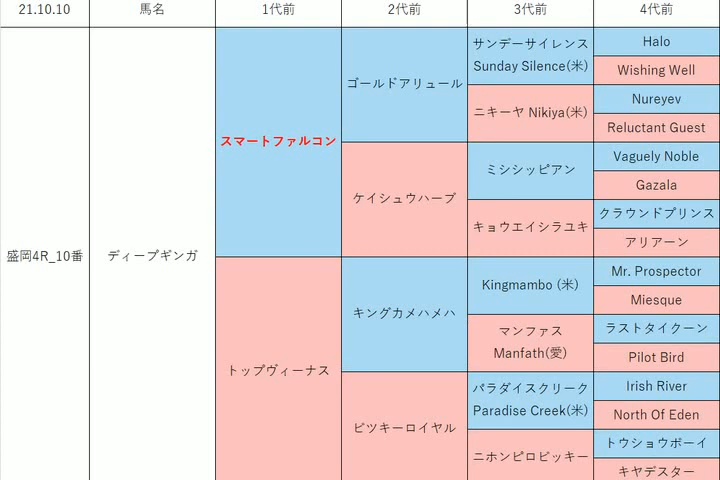 21.10.10 馬名 1代前 2代前 3代前 4代前
盛岡4R_10番
ディープギンガ
スマートファルコン
ゴールドアリュール
サンデーサイレンス
Sunday Silence(米)
Halo
Wishing Well
ニキーヤ Nikiya(米)
Nureyev
Reluctant Guest
ケイシュウハーブ
ミシシッピアン
Vaguely Noble
Gazala
キョウエイシラユキ
クラウンドプリンス
アリアーン
トップヴィーナス
キングカメハメハ
Kingmambo (米)
Mr. Prospector
Miesque
マンファス
Manfath(愛)
ラストタイクーン
Pilot Bird
ビツキーロイヤル
パラダイスクリーク
Paradise Creek(米)
Irish River
North Of Eden
ニホンピロビッキー
トウショウボーイ
キヤデスター